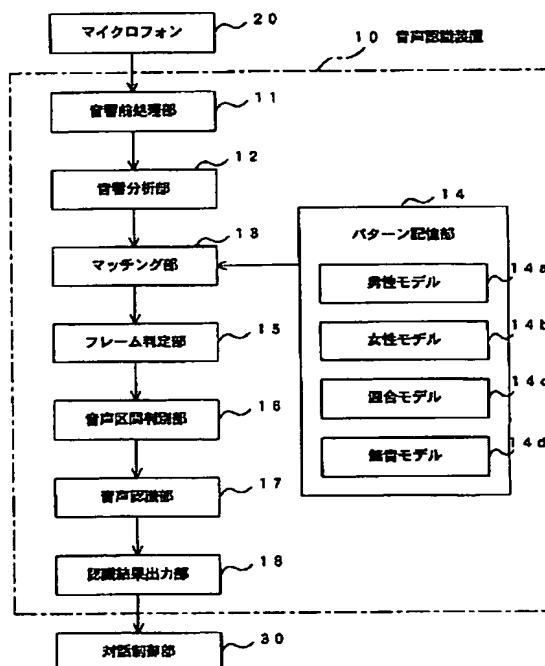 マイクロフォン
20
10 音声認識装置
音響前処理部
11
音響分析部
12
14
マッチング部
13
パターン記憶部
男性モデル
14a
フレーム判定部
15
女性モデル
14b
音声区間判別部
16
混合モデル
14c
音声認識部
17
無音モデル
14d
認識結果出力部
18
対話制御部
30